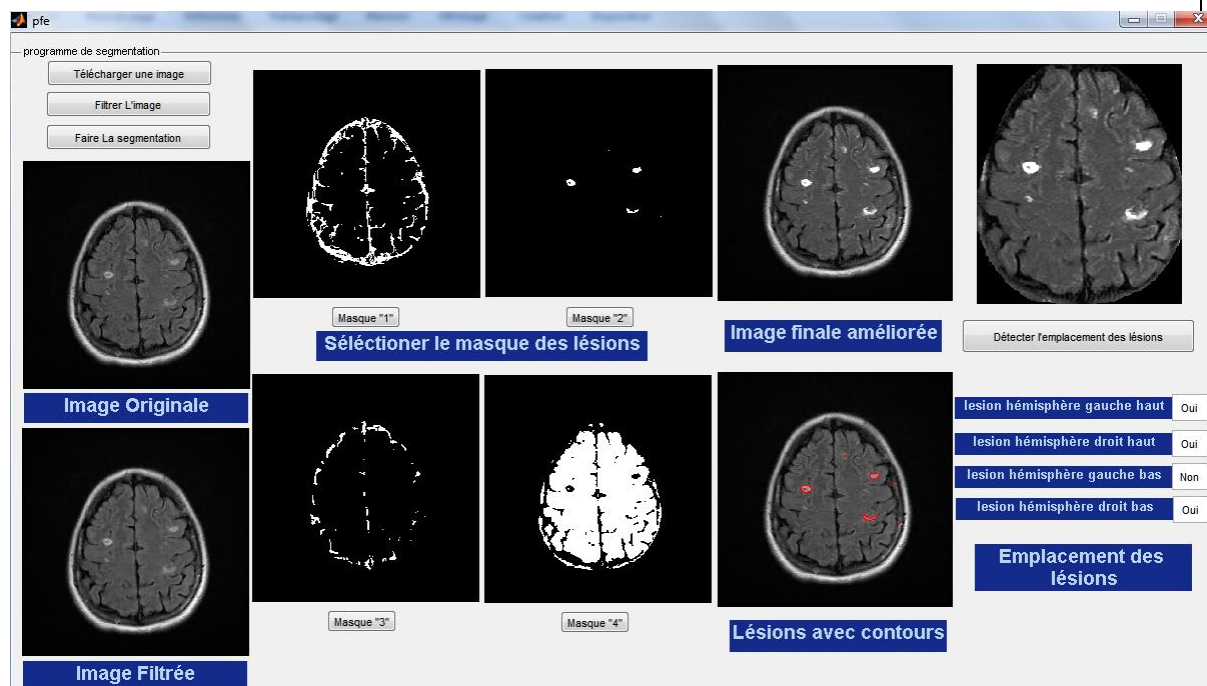 pfe
programme de segmentation
Télécharger une image
Filtrer L'image
Faire La segmentation
Image Originale
Image Filtrée
Masque "1"
Masque "2"
Séléctioner le masque des lésions
Masque "3"
Masque "4"
Image finale améliorée
Lésions avec contours
Détecter l'emplacement des lésions
lesion hémisphère gauche haut Oui
lesion hémisphère droit haut Oui
lesion hémisphère gauche bas Non
lesion hémisphère droit bas Oui
Emplacement des
lésions